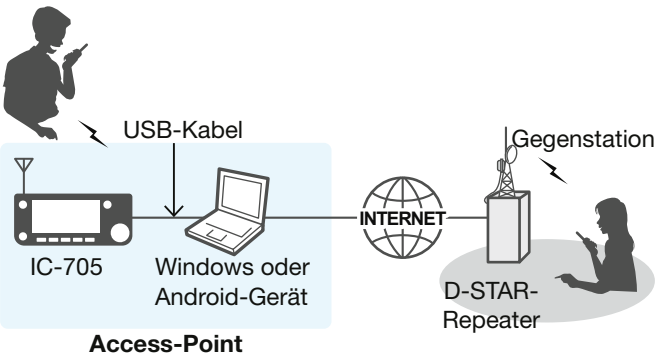 USB-Kabel
Gegenstation
INTERNET
IC-705
Windows oder
Android-Gerät
D-STAR-
Repeater
Access-Point